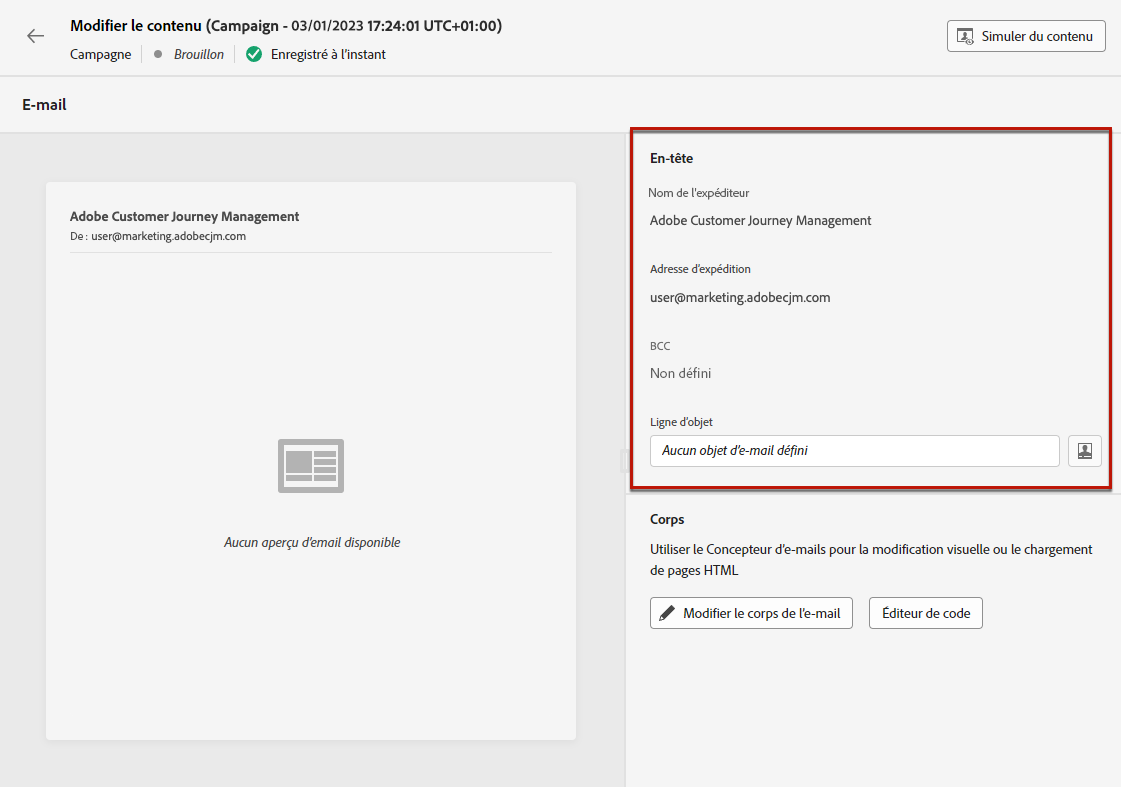 Modifier le contenu (Campaign - 03/01/2023 17:24:01 UTC+01:00)
Campagne Brouillon Enregistré à l'instant
Simuler du contenu
E-mail
Adobe Customer Journey Management
De : user@marketing.adobecjm.com
Aucun aperçu d'email disponible
En-tête
Nom de l'expéditeur
Adobe Customer Journey Management
Adresse d'expédition
user@marketing.adobecjm.com
BCC
Non défini
Ligne d'objet
Aucun objet d'e-mail défini
Corps
Utiliser le Concepteur d'e-mails pour la modification visuelle ou le chargement
de pages HTML
Modifier le corps de l'e-mail
Éditeur de code